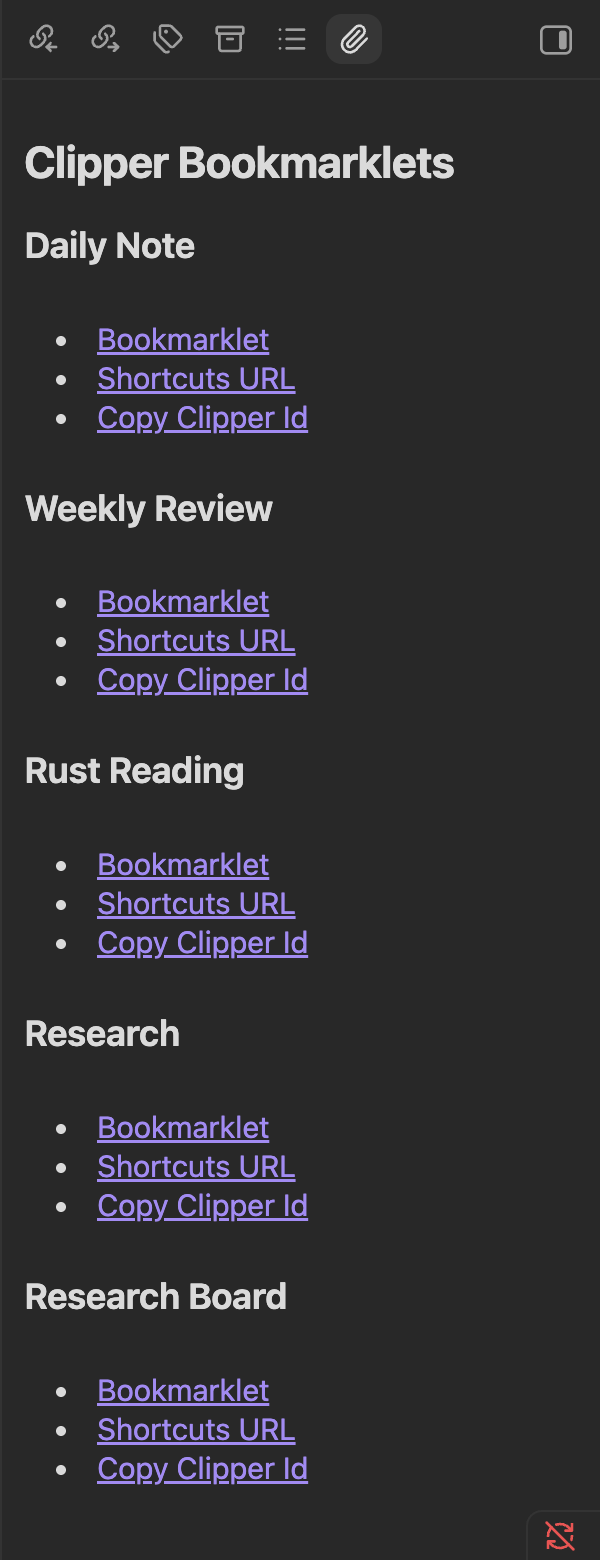 Clipper Bookmarklets
Daily Note
Bookmarklet
Shortcuts URL
Copy Clipper Id
Weekly Review
Bookmarklet
Shortcuts URL
Copy Clipper Id
Rust Reading
Bookmarklet
Shortcuts URL
Copy Clipper Id
Research
Bookmarklet
Shortcuts URL
Copy Clipper Id
Research Board
Bookmarklet
Shortcuts URL
Copy Clipper Id